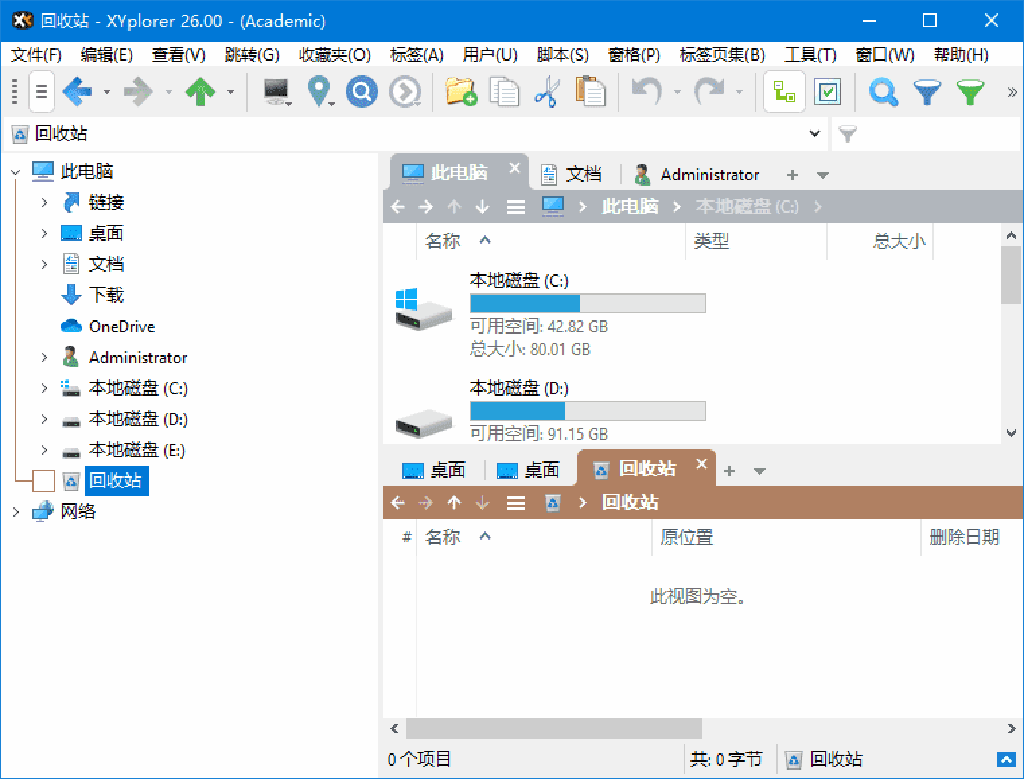 回收站 - XYplorer 26.00 - (Academic)
文件(F) 编辑(E) 查看(V) 跳转(G) 收藏夹(O) 标签(A) 用户(U) 脚本(S) 窗格(P) 标签页集(B) 工具(T) 窗口(W) 帮助(H)
回收站
此电脑
链接
桌面
文档
下载
OneDrive
Administrator
本地磁盘 (C:)
本地磁盘 (D:)
本地磁盘 (E:)
回收站
网络
此电脑 文档 Administrator
此电脑 本地磁盘 (C:)
名称 类型 总大小
本地磁盘 (C:)
可用空间: 42.82 GB
总大小: 80.01 GB
本地磁盘 (D:)
可用空间: 91.15 GB
桌面 桌面 回收站
回收站
# 名称 原位置 删除日期
此视图为空。
0 个项目 共: 0 字节 回收站